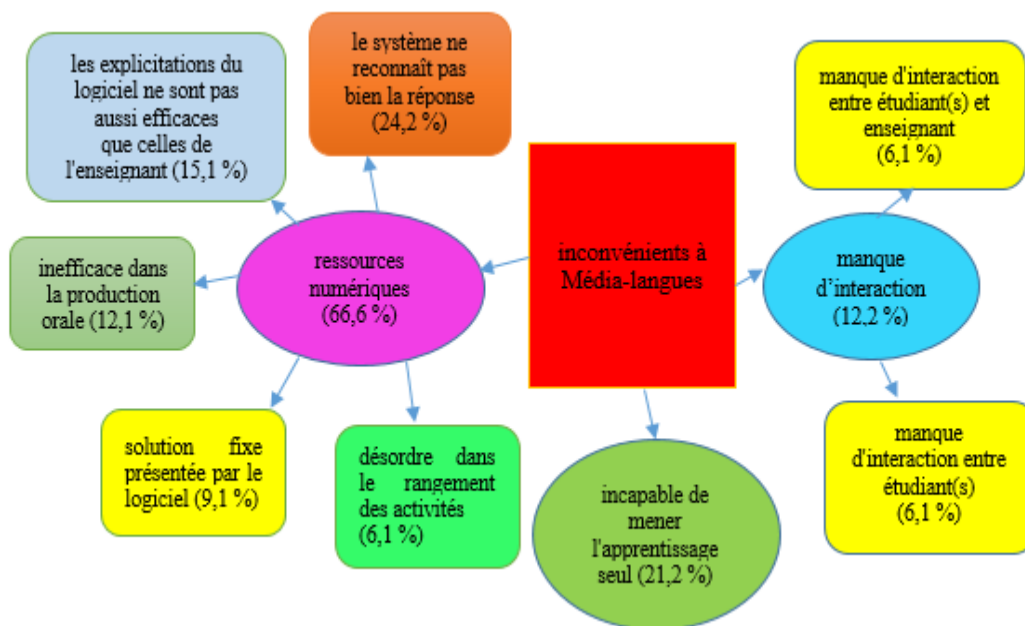 les explicitations du
logiciel ne sont pas
aussi efficaces
que celles de
l'enseignant (15,1 %)
le système ne
reconnaît pas
bien la réponse
(24,2 %)
manque d'interaction
entre étudiant(s) et
enseignant
(6,1 %)
inefficace dans
la production
orale (12,1 %)
ressources
numériques
(66,6 %)
inconvénients à
Média-langues
manque
d’interaction
(12,2 %)
solution fixe
présentée par le
logiciel (9,1 %)
désordre dans
le rangement
des activités
(6,1 %)
incapable de
mener
l'apprentissage
seul (21,2 %)
manque
d'interaction entre
étudiant(s)
(6,1 %)